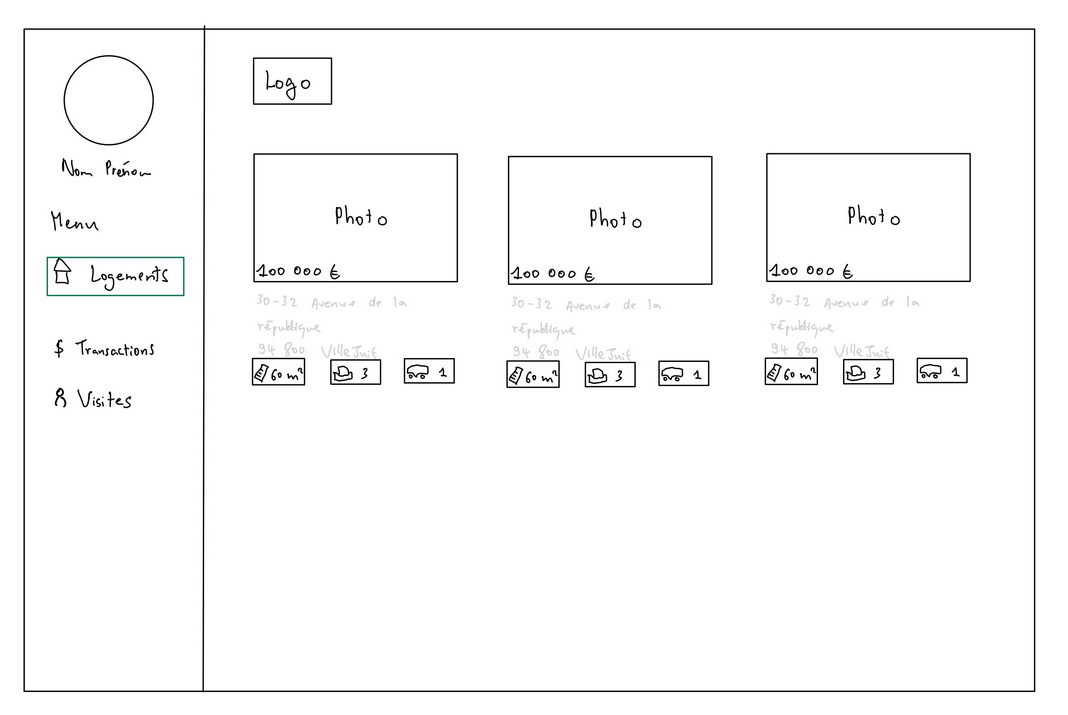 Nom Prénom
Menu
Logements
$ Transactions
Visites
Logo
Photo
100 000 €
30-32 Avenue de la
république
94 800 VilleJuif
60 m²
3
1
Photo
100 000 €
30-32 Avenue de la
république
94 800 VilleJuif
60 m²
3
1
Photo
100 000 €
30-32 Avenue de la
république
94 800 VilleJuif
60 m²
3
1